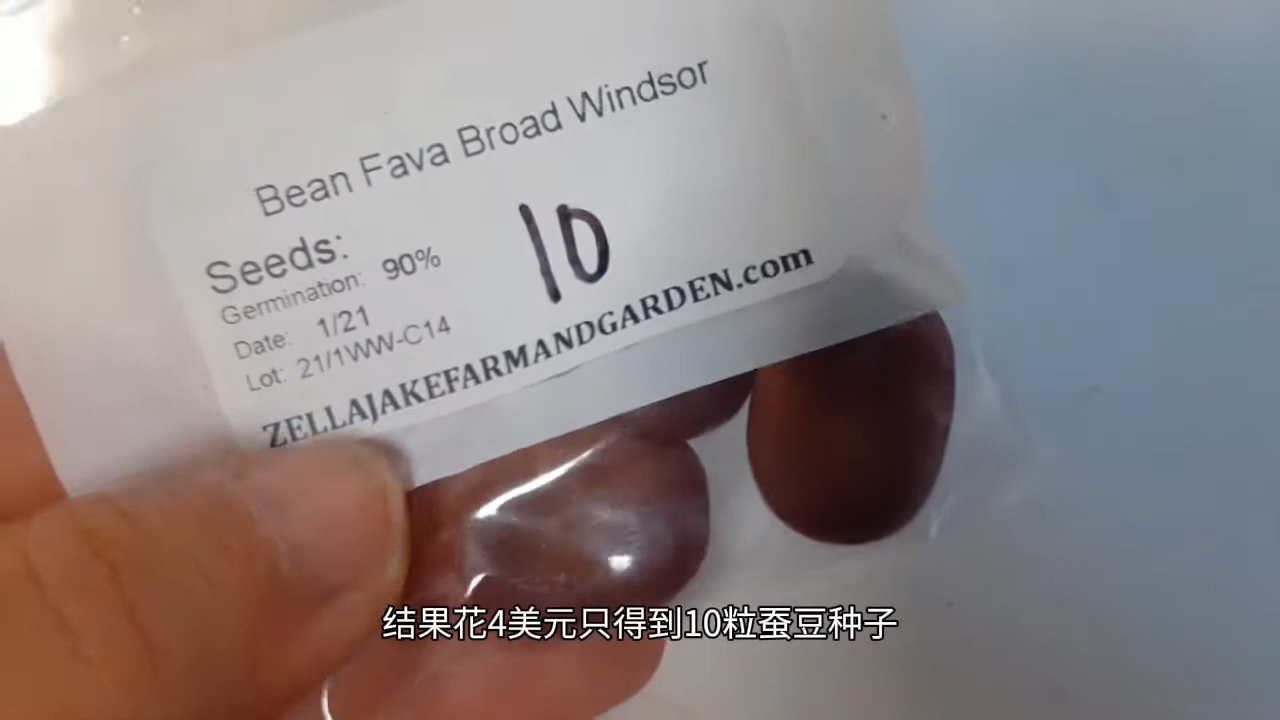 Bean Fava Broad Windsor
Seeds: 10
Germination: 90%
Date: 1/21
Lot: 21/1WW-C14
ZELLAJAKEFARMANDGARDEN.com
结果花4美元只得到10粒蚕豆种子